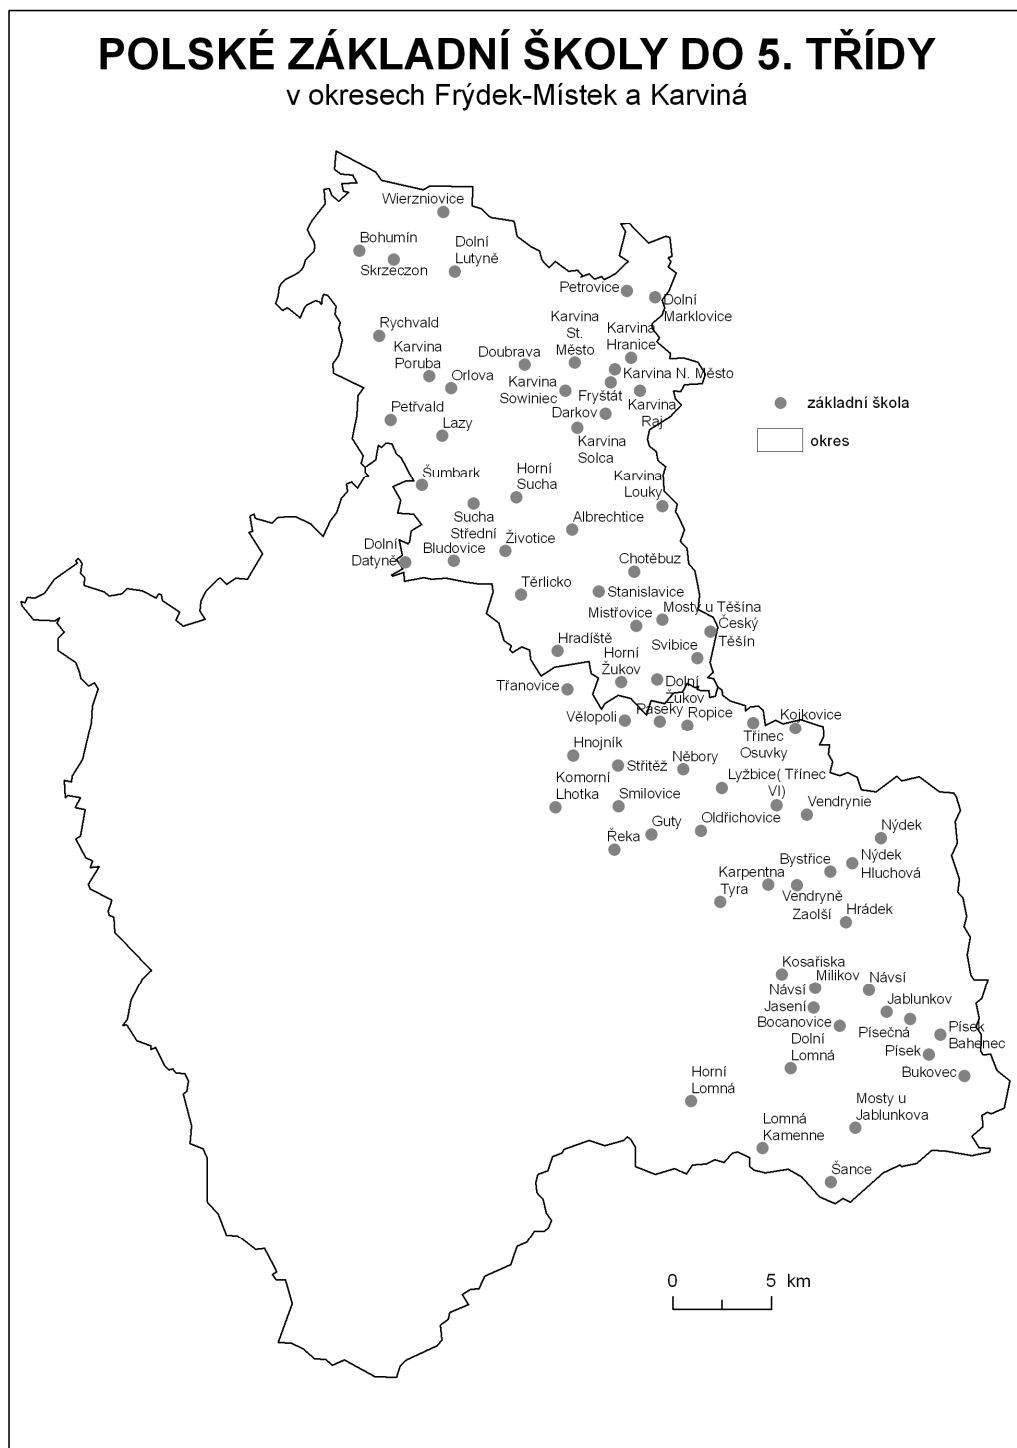 POLSKÉ ZÁKLADNÍ ŠKOLY DO 5. TŘÍDY
v okresech Frýdek-Místek a Karviná
Wierzniovice
Bohumín
Skrzeczon
Dolní
Lutyně
Petrovice
Dolní
Marklovice
Rychvald
Karvina
Poruba
Orlova
Doubrava
Karvina
St.
Město
Karvina
Hranice
Karvina N. Město
Karvina
Sowiniec
Fryštát
Karvina
Raj
Darkov
Karvina
Solca
Petřvald
Lazy
základní škola
okres
Šumbark
Horní
Sucha
Karvina
Louky
Sucha
Střední
Albrechtice
Životice
Bludovice
Dolní
Datyně
Chotěbuz
Těrlicko
Stanislavice
Mistřovice
Mosty u Těšína
Český
Těšín
Svibice
Hradíště
Horní
Žukov
Dolní
Žukov
Třanovice
Vělopoli
Paseky
Ropice
Kojkovice
Třinec
Osuvky
Hnojník
Střítěž
Něbory
Komorní
Lhotka
Smilovice
Lyžbice( Třínec
VI)
Vendrynie
Guty
Oldřichovice
Řeka
Nýdek
Bystřice
Nýdek
Hluchová
Karpentna
Tyra
Vendryně
Zaolší
Hrádek
Kosařiska
Milikov
Návsí
Návsí
Jasení
Jablunkov
Bocanovice
Písečná
Písek
Bahenec
Dolní
Lomná
Písek
Bukovec
Horní
Lomná
Mosty u
Jablunkova
Lomná
Kamenne
Šance
0 5 km